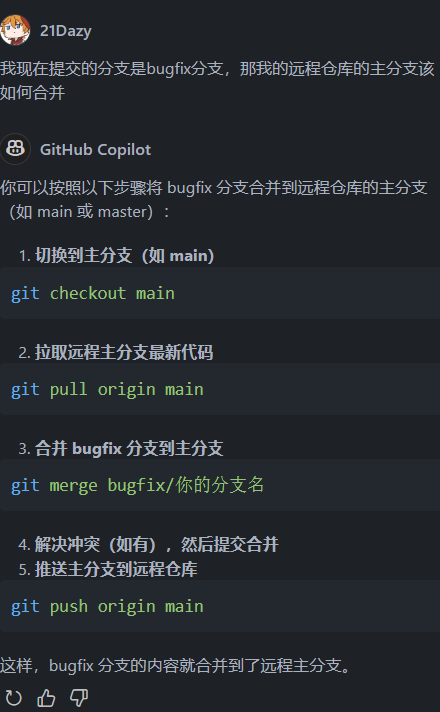 21Dazy
我现在提交的分支是bugfix分支，那我的远程仓库的主分支该
如何合并
GitHub Copilot
你可以按照以下步骤将 bugfix 分支合并到远程仓库的主分支
（如 main 或 master）：
1. 切换到主分支（如 main）
git checkout main
2. 拉取远程主分支最新代码
git pull origin main
3. 合并 bugfix 分支到主分支
git merge bugfix/你的分支名
4. 解决冲突（如有），然后提交合并
5. 推送主分支到远程仓库
git push origin main
这样，bugfix 分支的内容就合并到了远程主分支。